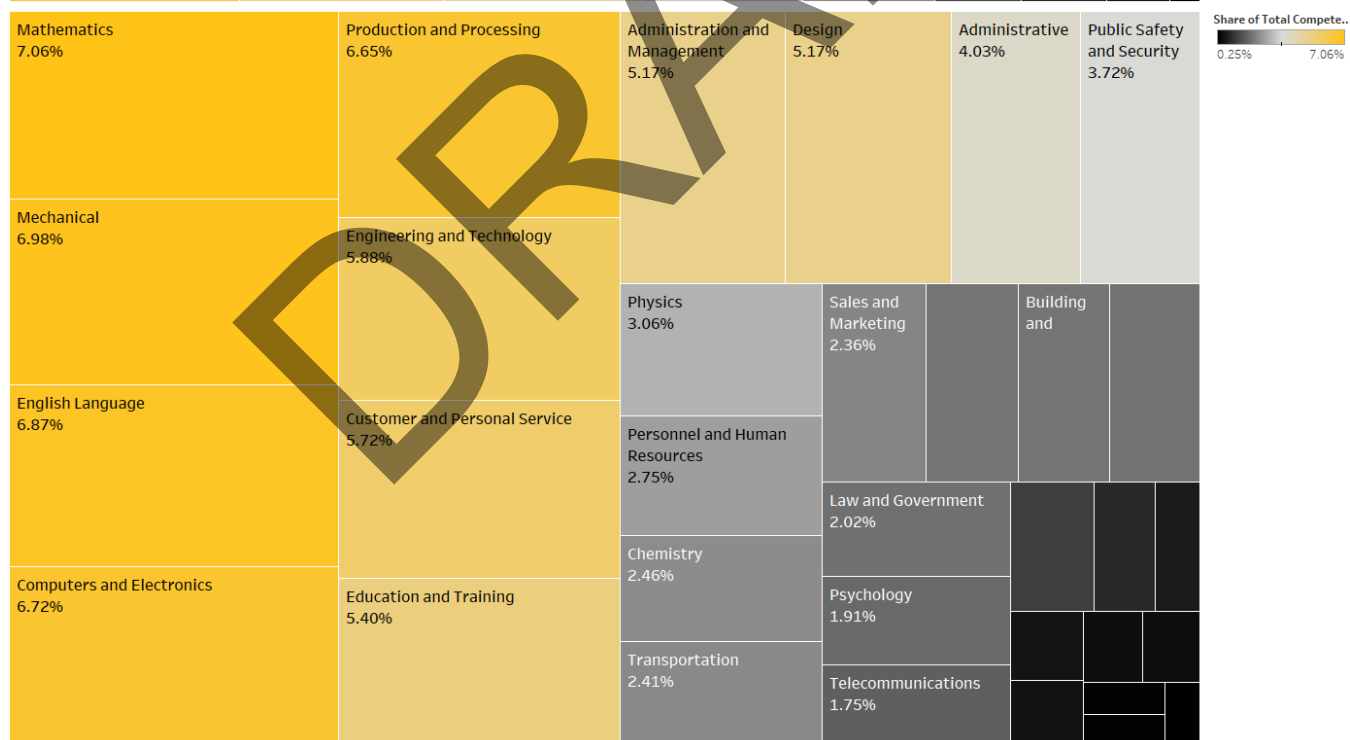 Mathematics
7.06%
Mechanical
6.98%
English Language
6.87%
Computers and Electronics
6.72%
Production and Processing
6.65%
Engineering and Technology
5.88%
Customer and Personal Service
5.72%
Education and Training
5.40%
Administration and
Management
5.17%
Design
5.17%
Administrative
4.03%
Public Safety
and Security
3.72%
Physics
3.06%
Personnel and Human
Resources
2.75%
Chemistry
2.46%
Transportation
2.41%
Sales and
Marketing
2.36%
Building
and
Law and Government
2.02%
Psychology
1.91%
Telecommunications
1.75%
Share of Total Compete..
0.25% 7.06%